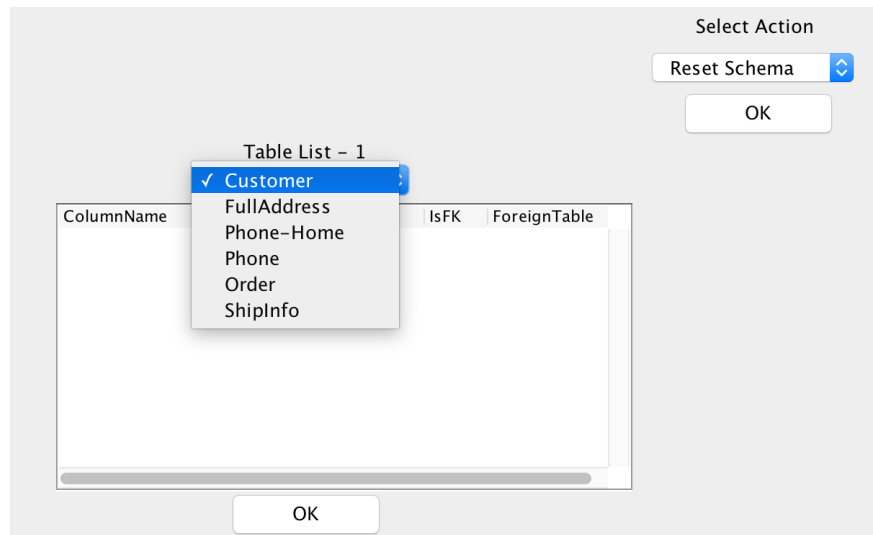 Select Action
Reset Schema
OK
Table List - 1
✓ Customer
FullAddress
Phone-Home
Phone
Order
ShipInfo
ColumnName IsFK ForeignTable
OK